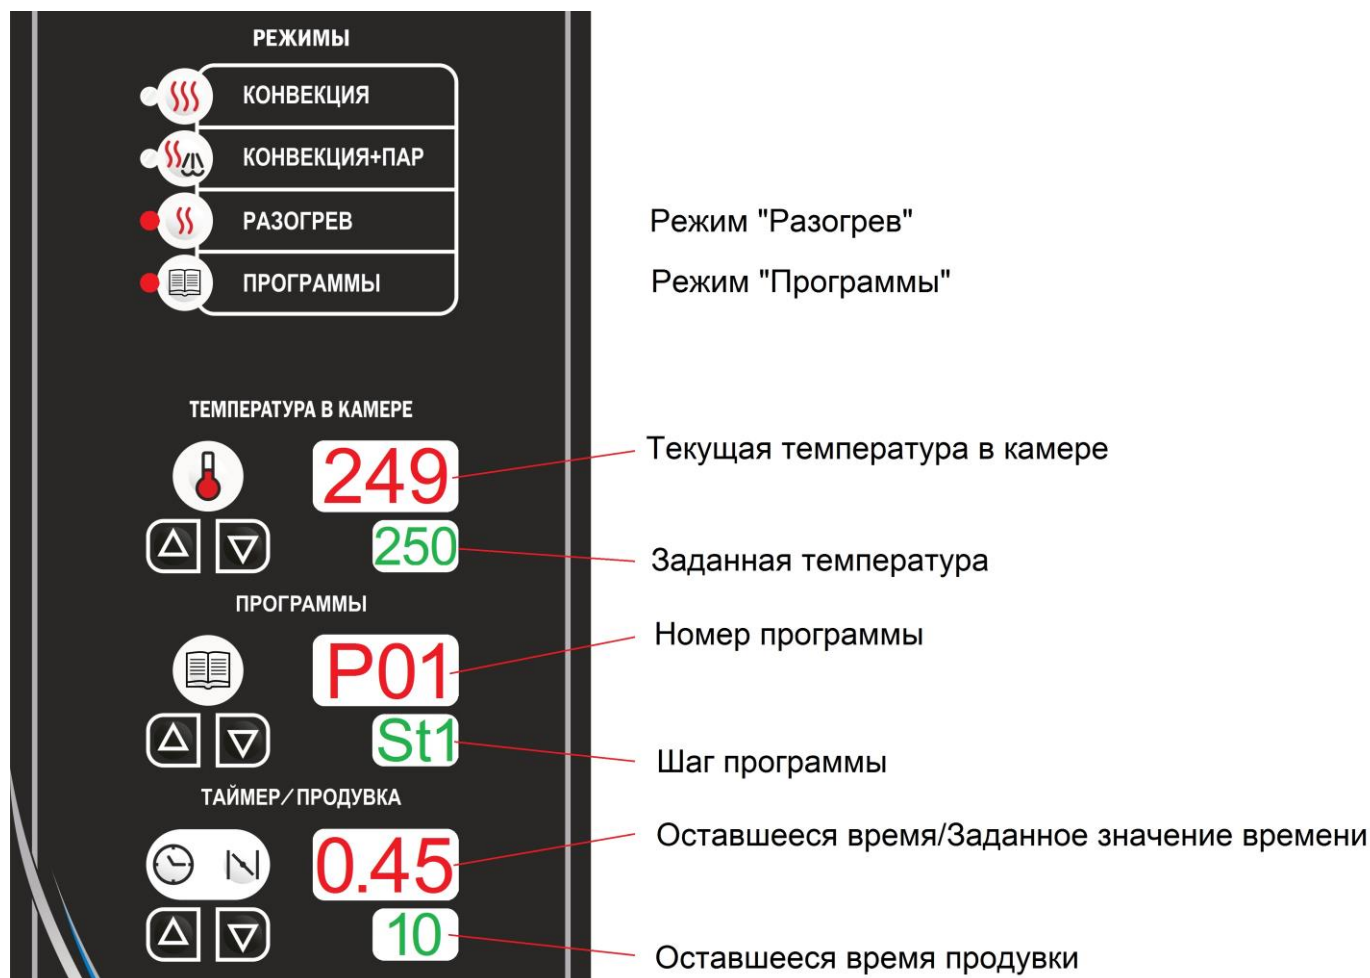 РЕЖИМЫ
КОНВЕКЦИЯ
КОНВЕКЦИЯ+ПАР
РАЗОГРЕВ
Режим "Разогрев"
ПРОГРАММЫ
Режим "Программы"
ТЕМПЕРАТУРА В КАМЕРЕ
249
Текущая температура в камере
250
Заданная температура
ПРОГРАММЫ
P01
Номер программы
St1
Шаг программы
ТАЙМЕР/ПРОДУВКА
0.45
Оставшееся время/Заданное значение времени
10
Оставшееся время продувки